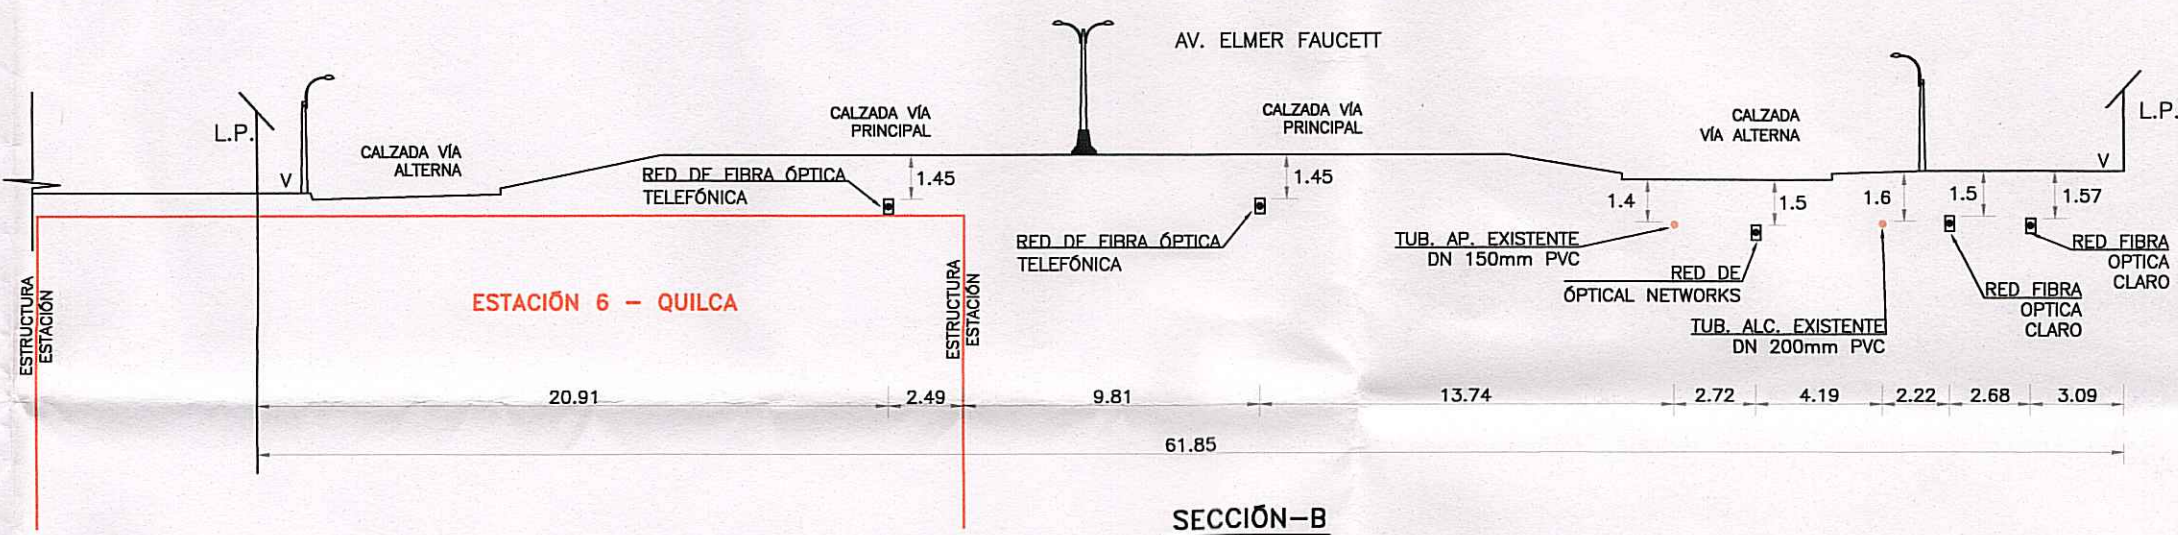 AV. ELMER FAUCETT
L.P.
V
CALZADA VÍA
ALTERNA
CALZADA VÍA
PRINCIPAL
CALZADA VÍA
PRINCIPAL
CALZADA
VÍA ALTERNA
V
L.P.
RED DE FIBRA ÓPTICA
TELEFÓNICA
1.45
1.45
1.4
1.5
1.6
1.5
1.57
RED DE FIBRA ÓPTICA
TELEFÓNICA
TUB. AP. EXISTENTE
DN 150mm PVC
RED DE
ÓPTICAL NETWORKS
TUB. ALC. EXISTENTE
DN 200mm PVC
RED FIBRA
OPTICA
CLARO
RED FIBRA
OPTICA
CLARO
ESTRUCTURA
ESTACIÓN
ESTACIÓN 6 – QUILCA
ESTRUCTURA
ESTACIÓN
20.91
2.49
9.81
13.74
2.72
4.19
2.22
2.68
3.09
61.85
SECCIÓN–B